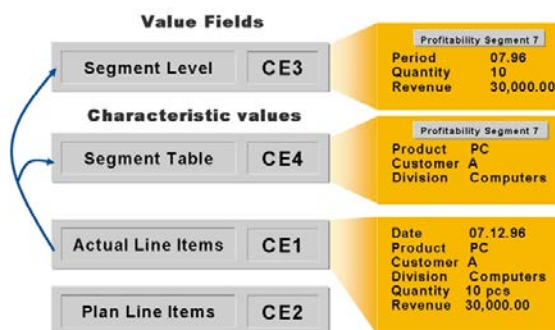 Value Fields
Segment Level CE3
Profitability Segment 7
Period 07.96
Quantity 10
Revenue 30,000.00
Characteristic values
Segment Table CE4
Profitability Segment 7
Product PC
Customer A
Division Computers
Actual Line Items CE1
Date 07.12.96
Product PC
Customer A
Division Computers
Quantity 10 pcs
Revenue 30,000.00
Plan Line Items CE2